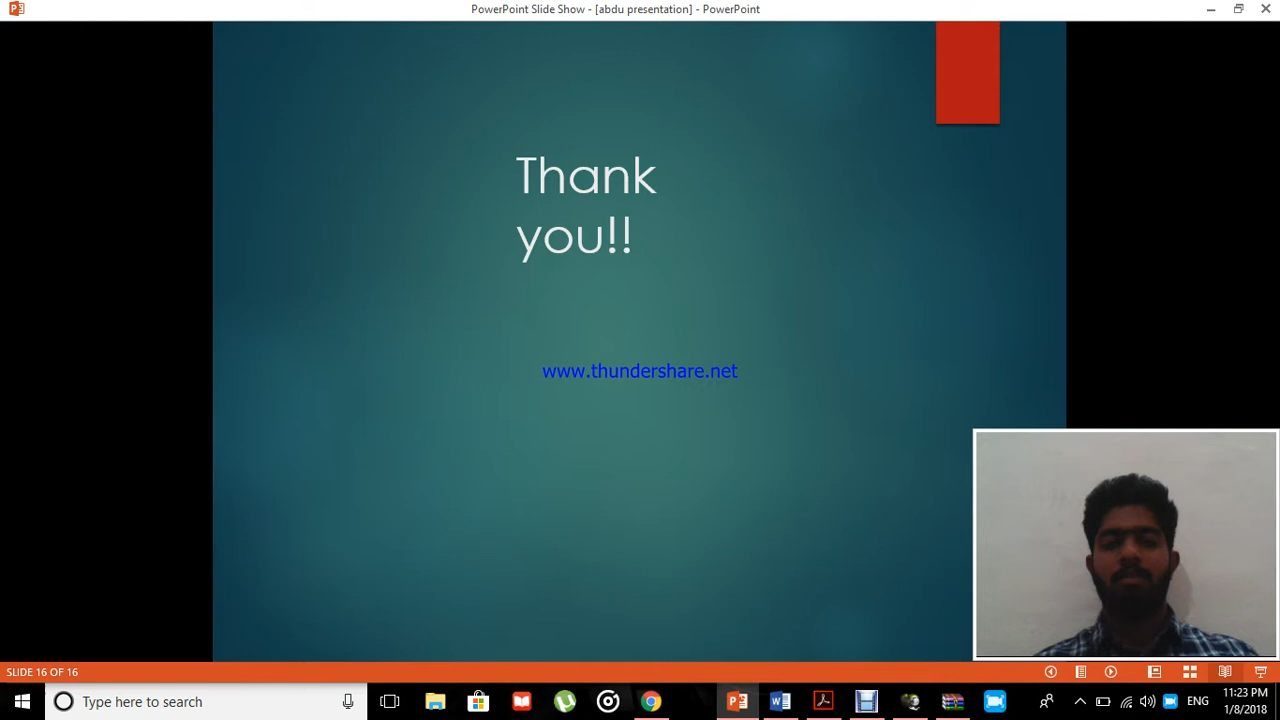 PowerPoint Slide Show - [abdu presentation] - PowerPoint
Thank
you!!
www.thundershare.net
SLIDE 16 OF 16
Type here to search
ENG
11:23 PM
1/8/2018